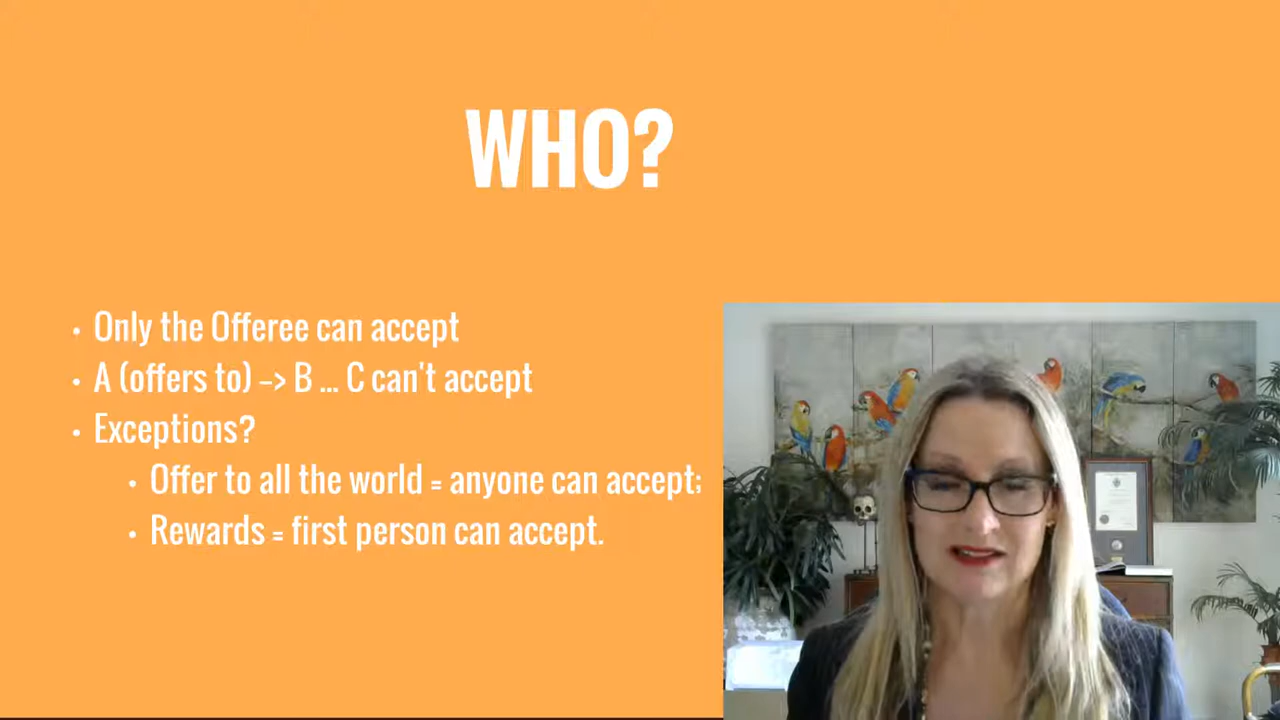 WHO?
• Only the Offeree can accept
• A (offers to) –> B ... C can't accept
• Exceptions?
• Offer to all the world = anyone can accept;
• Rewards = first person can accept.